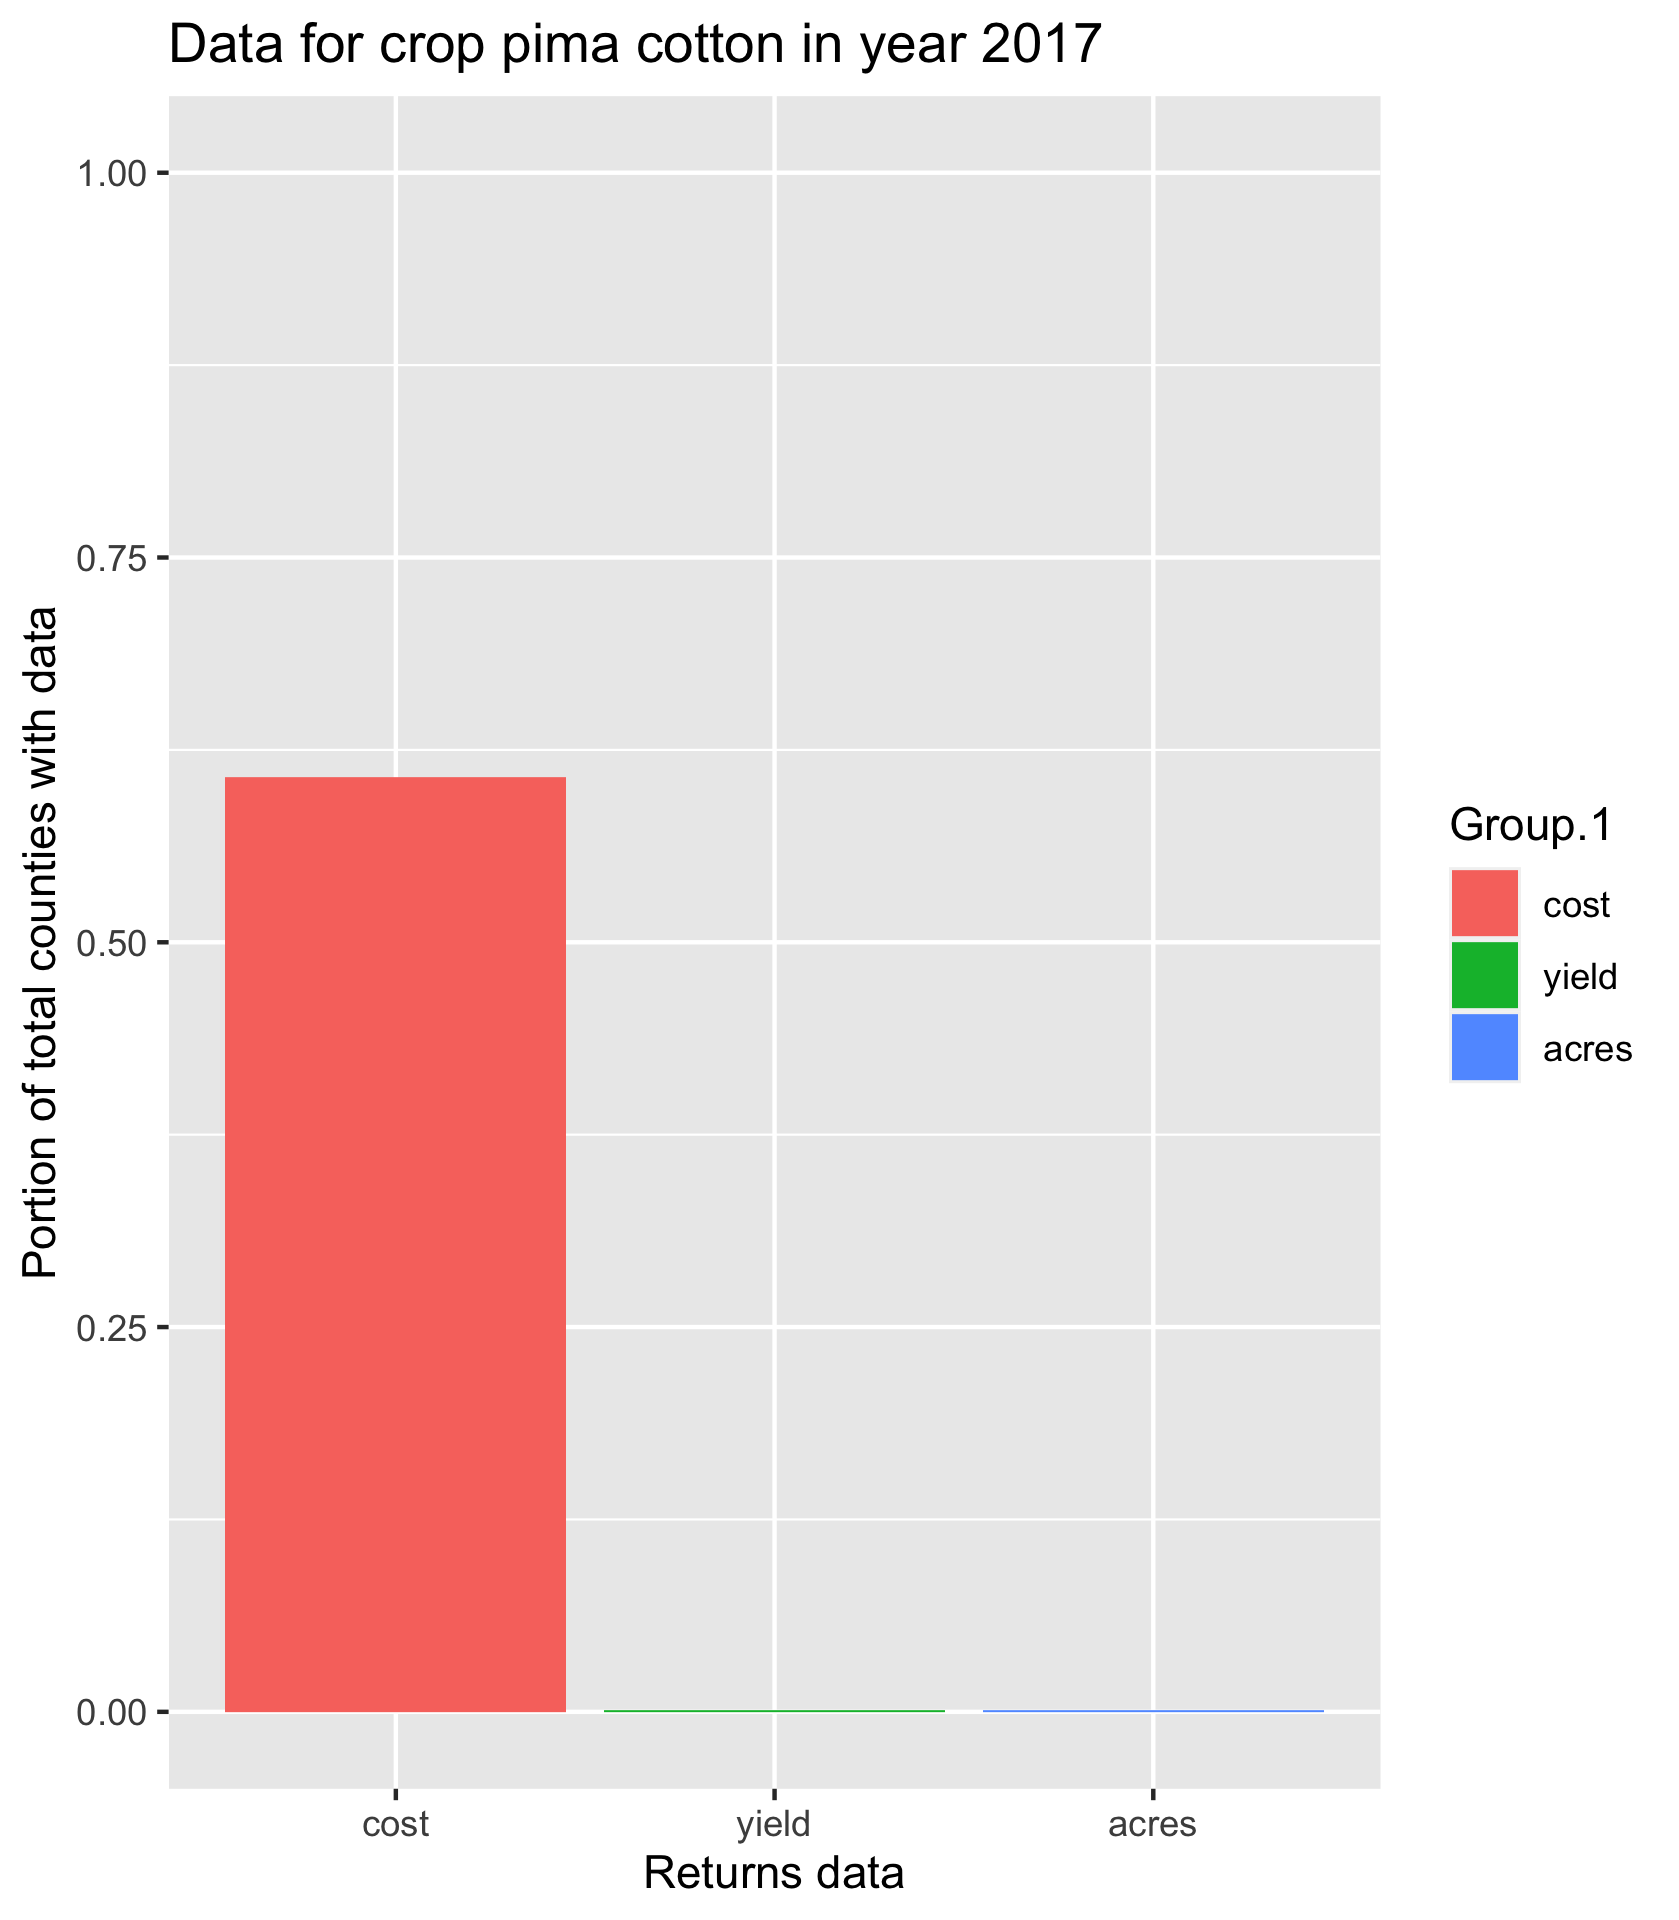 Data for crop pima cotton in year 2017
Portion of total counties with data
1.00
0.75
0.50
0.25
0.00
cost
yield
acres
Returns data
Group.1
cost
yield
acres